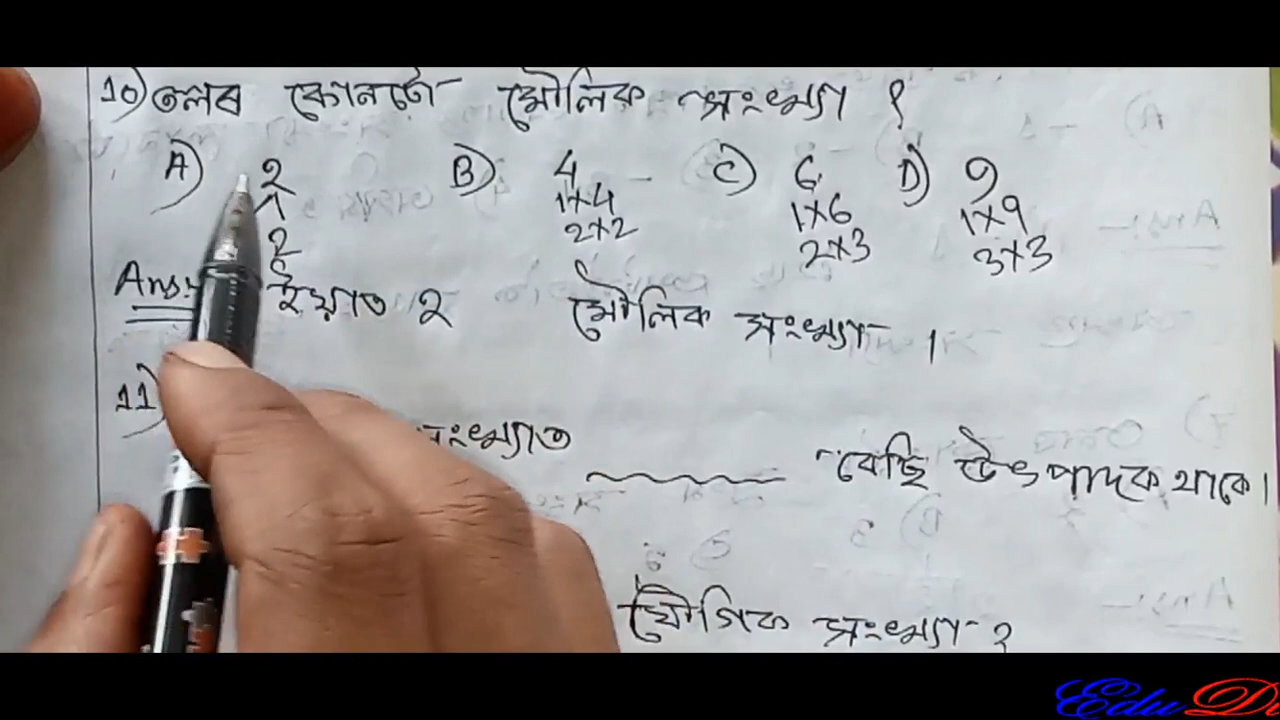 10) তলৰ কোনটো মৌলিক সংখ্যা ?
A) 2 B) 4 C) 6 D) 9
1 1×4 1×6 1×9
2 2×2 2×3 3×3
Ans: ইয়াত 2 মৌলিক সংখ্যা ।
11) সংখ্যাত ~~~~ বেছি উৎপাদক থাকে।
যৌগিক সংখ্যা ?
Edu